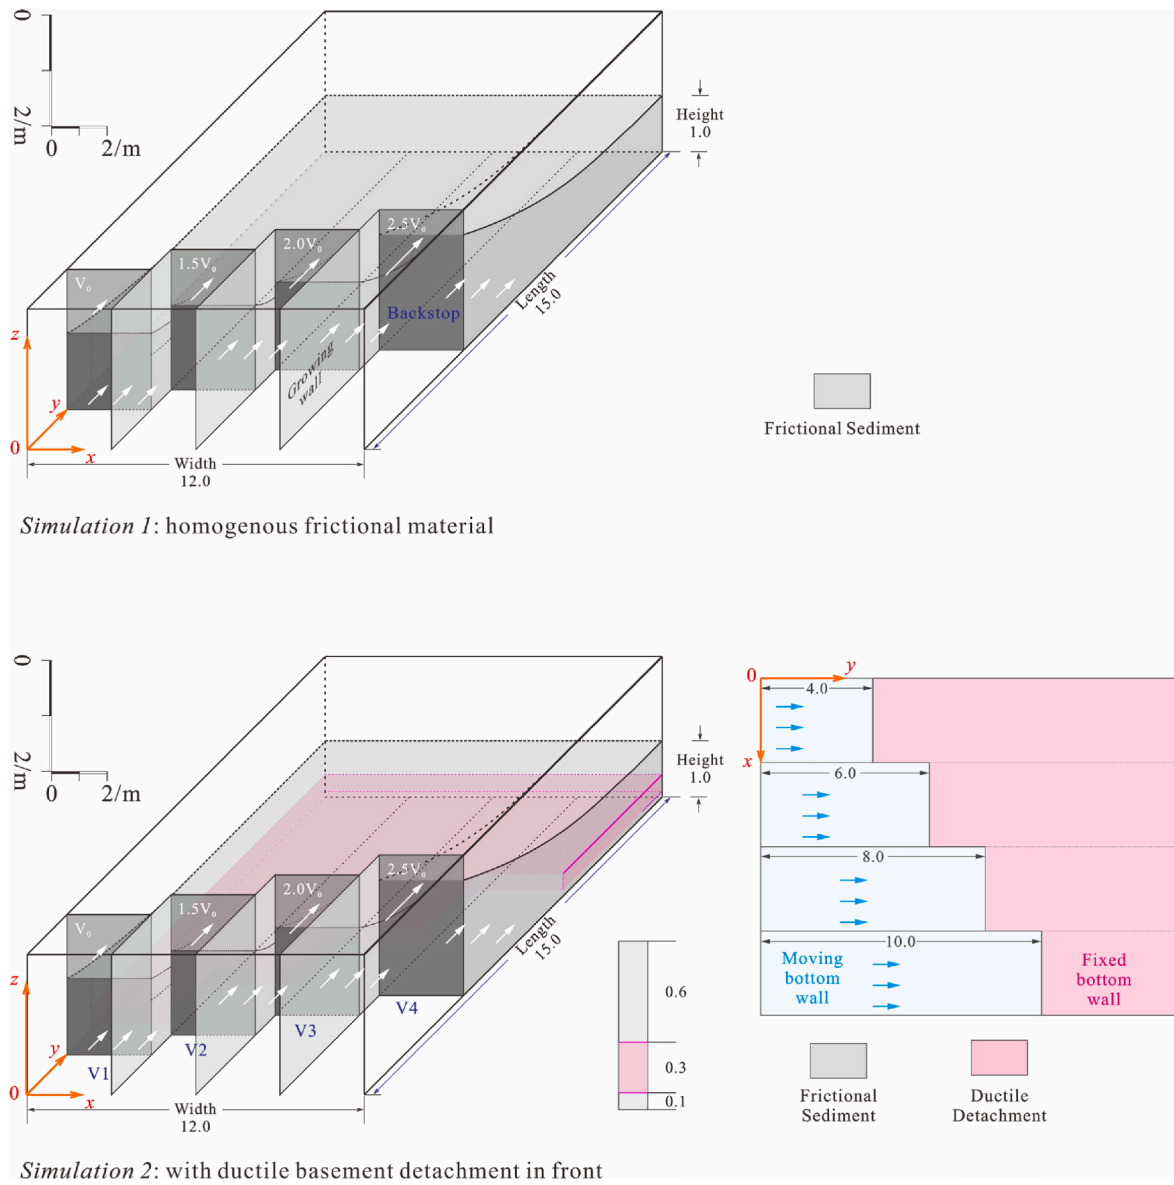 0
2/m
0 2/m
Height
1.0
2.5V₀
2.0V₀
1.5V₀
V₀
Backstop
Length
15.0
Growing
wall
z
y
0
x
Width
12.0
Frictional Sediment
Simulation 1: homogenous frictional material
0
2/m
0 2/m
Height
1.0
2.5V₀
2.0V₀
1.5V₀
V₀
Length
15.0
z
y
0
x
V1
V2
V3
V4
Width
12.0
0.6
0.3
0.1
0
y
x
4.0
6.0
8.0
10.0
Moving
bottom
wall
Fixed
bottom
wall
Frictional
Sediment
Ductile
Detachment
Simulation 2: with ductile basement detachment in front